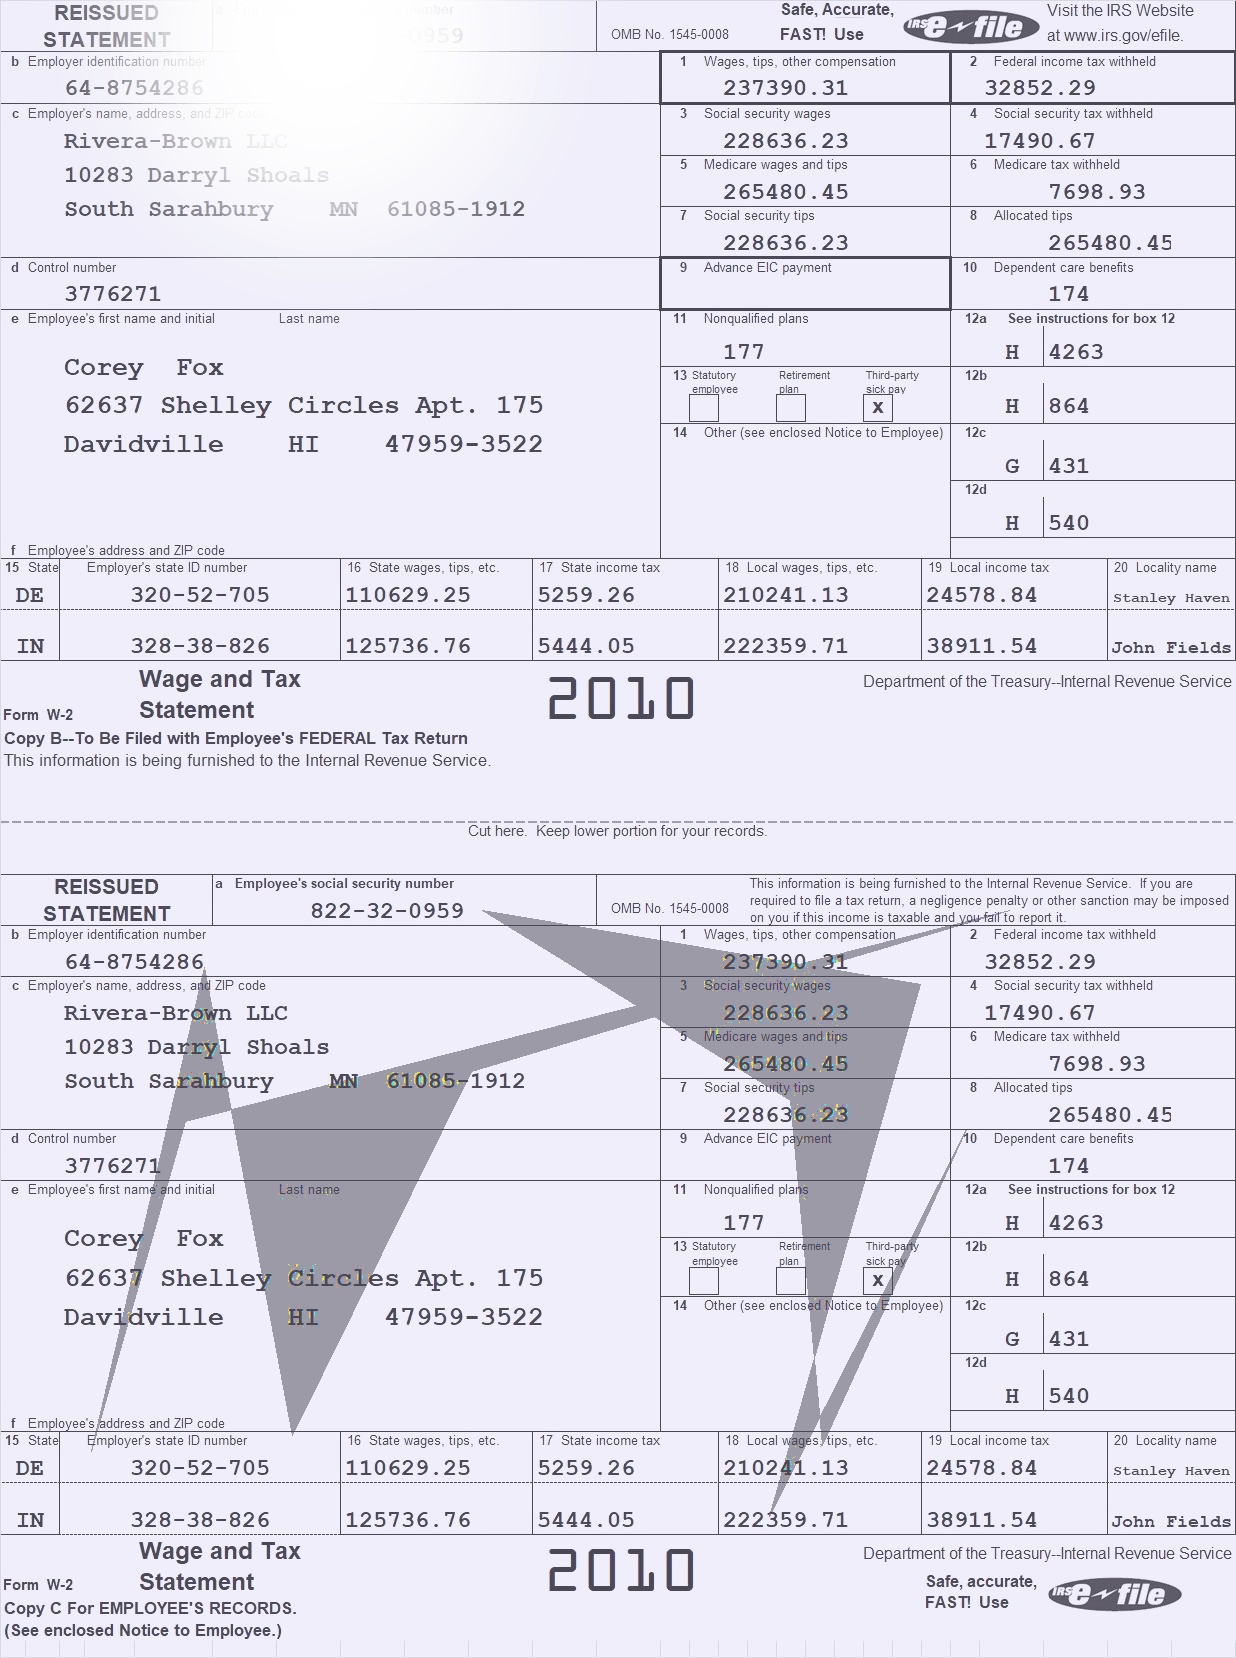 REISSUED STATEMENT
0959
OMB No. 1545-0008
Safe, Accurate, FAST! Use
IRS e-file
Visit the IRS Website at www.irs.gov/efile.
b Employer identification number
64-8754286
1 Wages, tips, other compensation
237390.31
2 Federal income tax withheld
32852.29
c Employer's name, address, and ZIP code
Rivera-Brown LLC
10283 Darryl Shoals
South Sarahbury MN 61085-1912
3 Social security wages
228636.23
4 Social security tax withheld
17490.67
5 Medicare wages and tips
265480.45
6 Medicare tax withheld
7698.93
7 Social security tips
228636.23
8 Allocated tips
265480.45
d Control number
3776271
9 Advance EIC payment
10 Dependent care benefits
174
e Employee's first name and initial Last name
Corey Fox
62637 Shelley Circles Apt. 175
Davidville HI 47959-3522
11 Nonqualified plans
177
12a See instructions for box 12
H 4263
13 Statutory employee Retirement plan Third-party sick pay
X
12b
H 864
14 Other (see enclosed Notice to Employee)
12c
G 431
12d
H 540
f Employee's address and ZIP code
15 State Employer's state ID number 16 State wages, tips, etc. 17 State income tax 18 Local wages, tips, etc. 19 Local income tax 20 Locality name
DE 320-52-705 110629.25 5259.26 210241.13 24578.84 Stanley Haven
IN 328-38-826 125736.76 5444.05 222359.71 38911.54 John Fields
Form W-2 Wage and Tax Statement
2010
Department of the Treasury--Internal Revenue Service
Copy B--To Be Filed with Employee's FEDERAL Tax Return
This information is being furnished to the Internal Revenue Service.
Cut here. Keep lower portion for your records.
REISSUED STATEMENT
a Employee's social security number
822-32-0959
OMB No. 1545-0008
This information is being furnished to the Internal Revenue Service. If you are
required to file a tax return, a negligence penalty or other sanction may be imposed
on you if this income is taxable and you fail to report it.
b Employer identification number
64-8754286
1 Wages, tips, other compensation
237390.31
2 Federal income tax withheld
32852.29
c Employer's name, address, and ZIP code
Rivera-Brown LLC
10283 Darryl Shoals
South Sarahbury MN 61085-1912
3 Social security wages
228636.23
4 Social security tax withheld
17490.67
5 Medicare wages and tips
265480.45
6 Medicare tax withheld
7698.93
7 Social security tips
228636.23
8 Allocated tips
265480.45
d Control number
3776271
9 Advance EIC payment
10 Dependent care benefits
174
e Employee's first name and initial Last name
Corey Fox
62637 Shelley Circles Apt. 175
Davidville HI 47959-3522
11 Nonqualified plans
177
12a See instructions for box 12
H 4263
13 Statutory employee Retirement plan Third-party sick pay
X
12b
H 864
14 Other (see enclosed Notice to Employee)
12c
G 431
12d
H 540
f Employee's address and ZIP code
15 State Employer's state ID number 16 State wages, tips, etc. 17 State income tax 18 Local wages, tips, etc. 19 Local income tax 20 Locality name
DE 320-52-705 110629.25 5259.26 210241.13 24578.84 Stanley Haven
IN 328-38-826 125736.76 5444.05 222359.71 38911.54 John Fields
Form W-2 Wage and Tax Statement
2010
Department of the Treasury--Internal Revenue Service
Safe, accurate, FAST! Use
IRS e-file
Copy C For EMPLOYEE'S RECORDS.
(See enclosed Notice to Employee.)